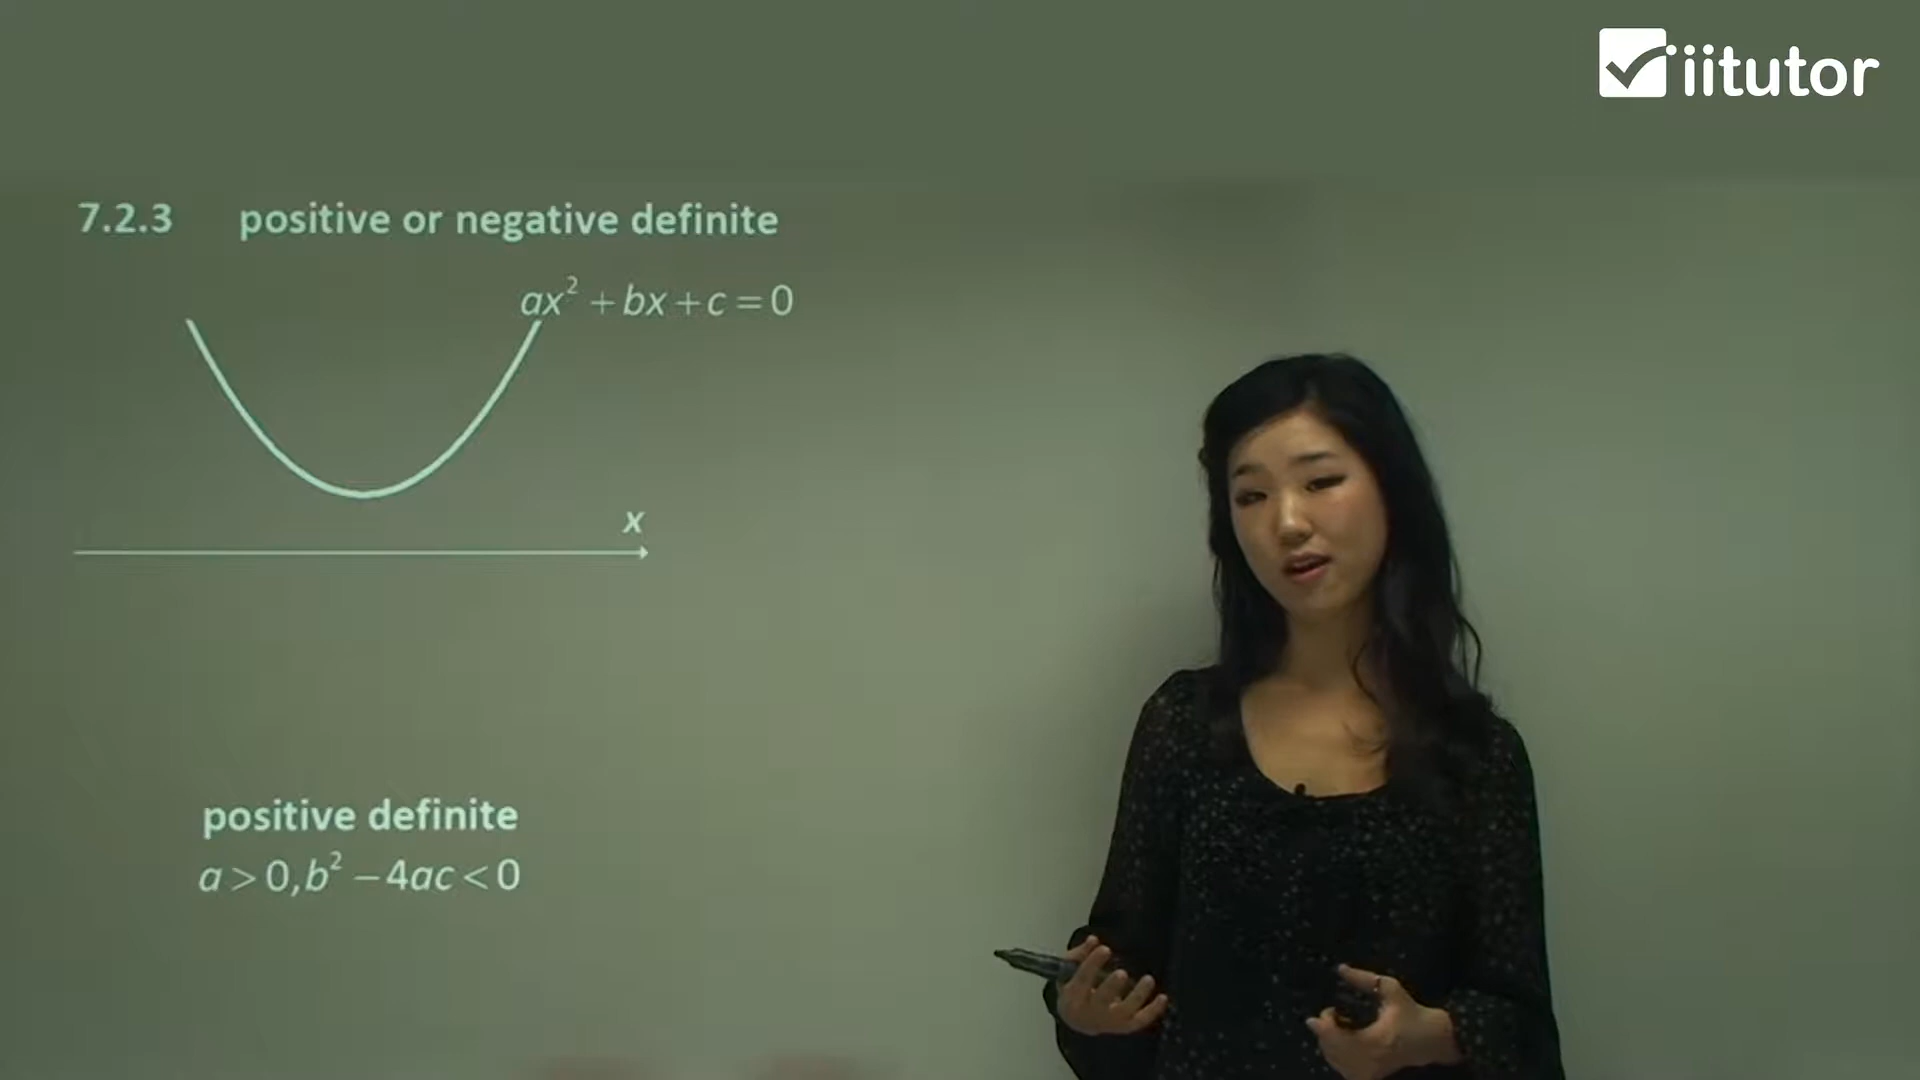 iitutor
7.2.3 positive or negative definite
ax² + bx + c = 0
x
positive definite
a > 0, b² − 4ac < 0